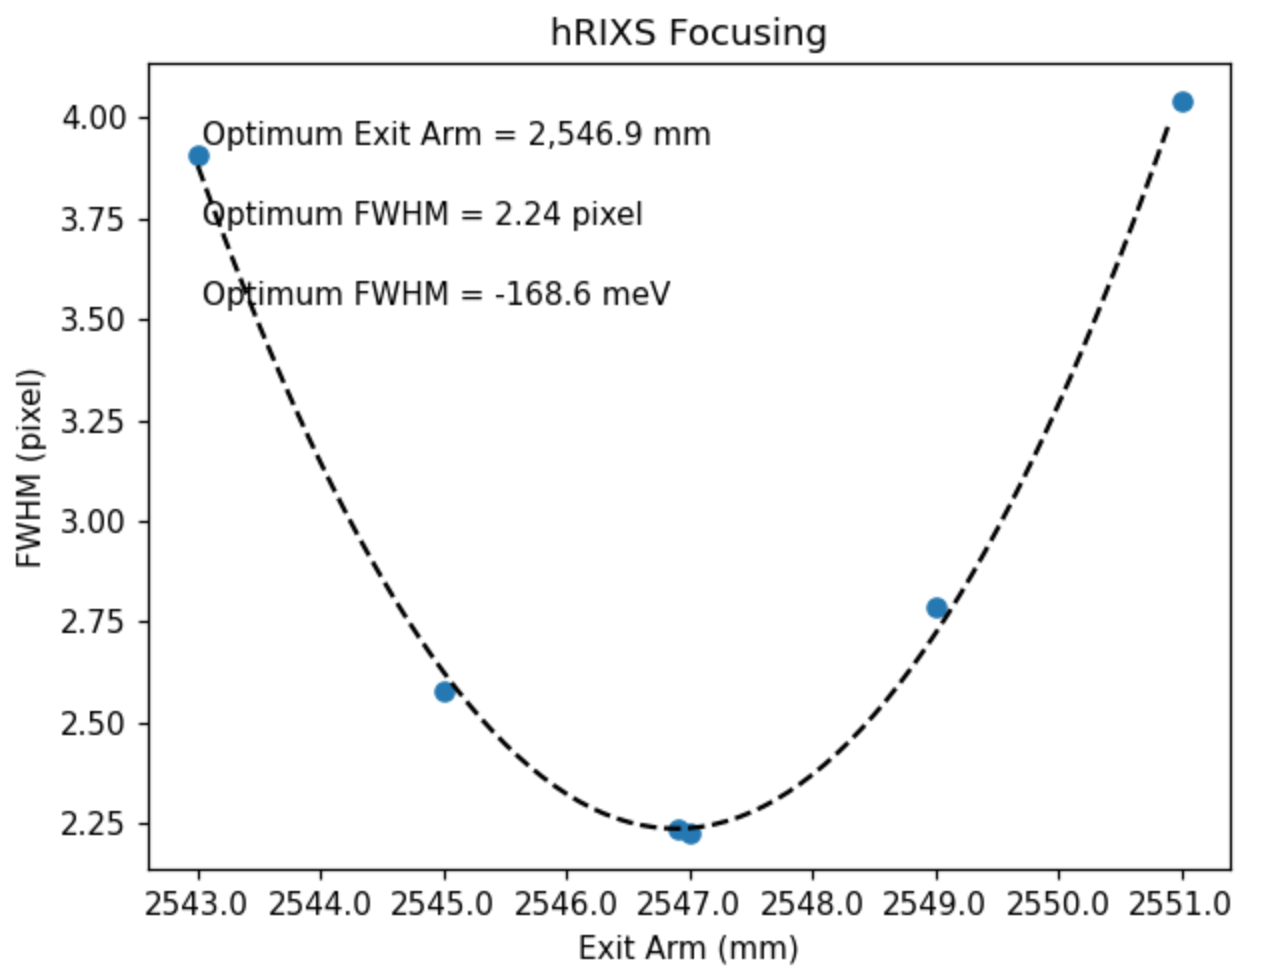 hRIXS Focusing
4.00
Optimum Exit Arm = 2,546.9 mm
3.75
Optimum FWHM = 2.24 pixel
3.50
Optimum FWHM = -168.6 meV
3.25
3.00
2.75
2.50
2.25
FWHM (pixel)
2543.0 2544.0 2545.0 2546.0 2547.0 2548.0 2549.0 2550.0 2551.0
Exit Arm (mm)